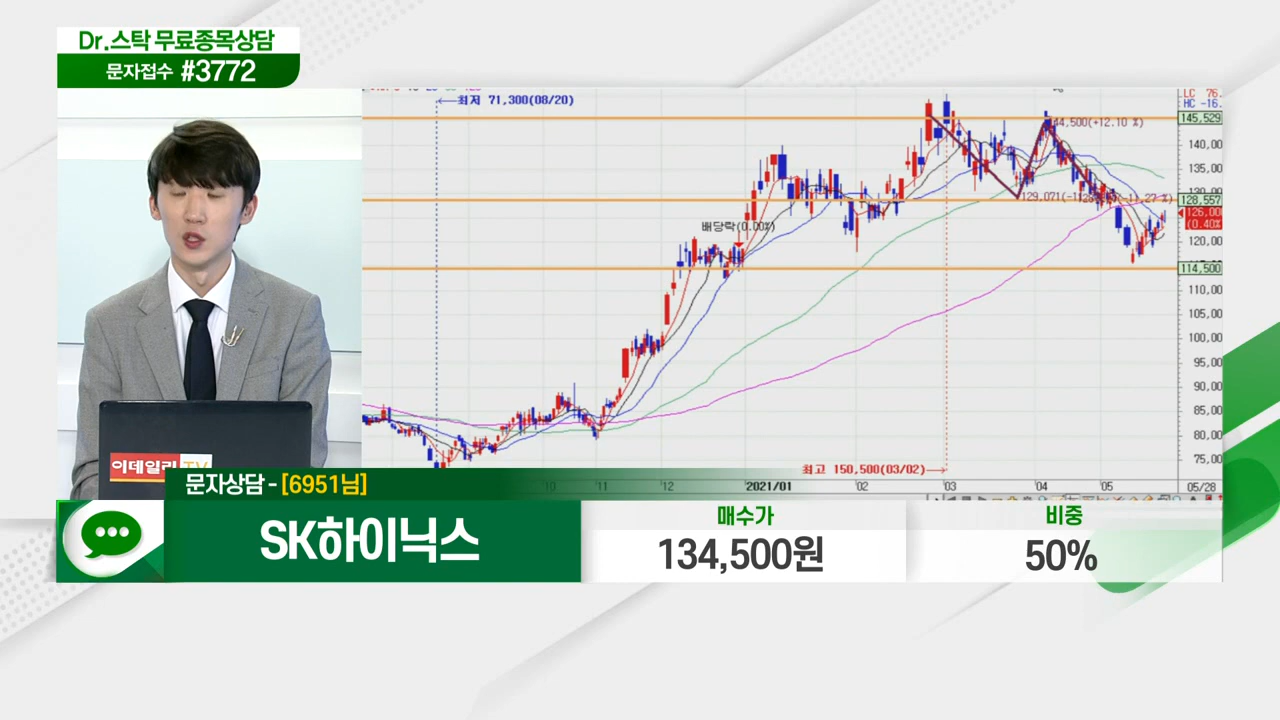 Dr.스탁 무료종목상담
문자접수 #3772
최저 71,300(08/20)
LC 76.
HC -16.
145,529
44,500(+12.10 %)
140,00
135,00
130,00
129,071(-1
(-11.27 %)
128,557
126,00
(0.40%
배당락(0.00%)
120,00
114,500
110,00
105,00
100,00
95,00
90,00
85,00
80,00
75,00
최고 150,500(03/02)
이데일리 TV
10
11
12
2021/01
02
03
04
05
05/28
문자상담 - [6951님]
SK하이닉스
매수가
134,500원
비중
50%